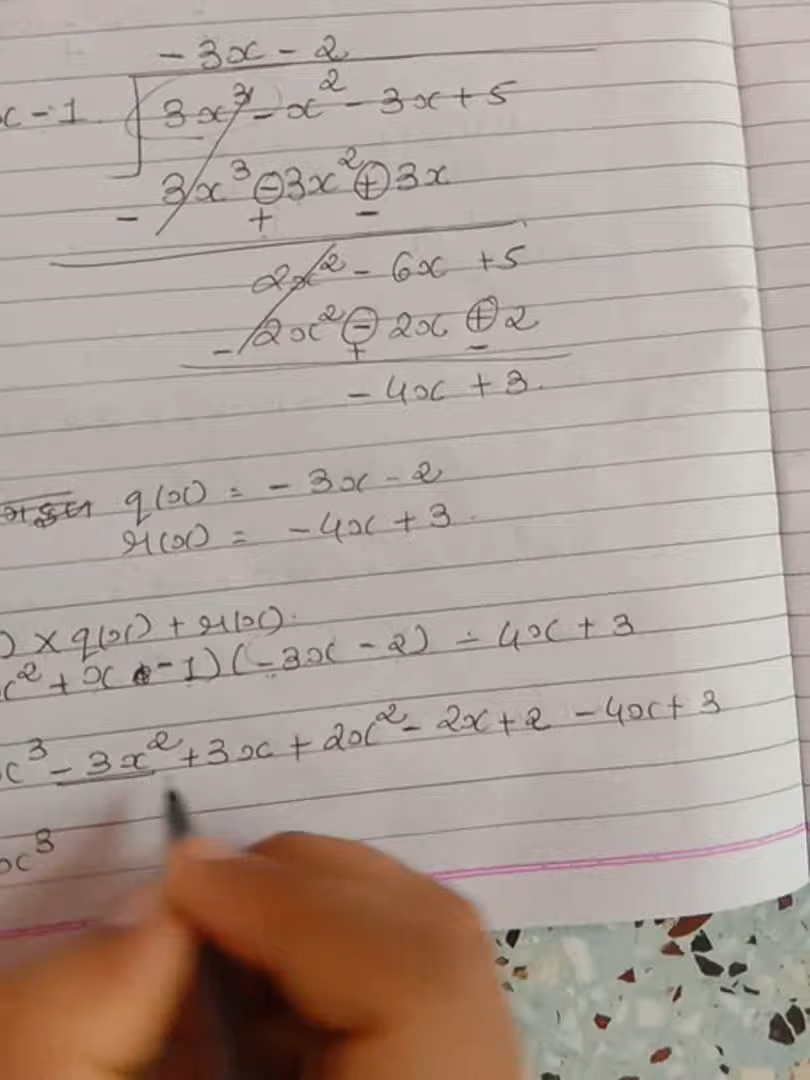 - 3x - 2
x - 1 3x³ - x² - 3x + 5
3x³ - 3x² + 3x
- + -
2x² - 6x + 5
2x² - 2x + 2
- + -
- 4x + 3.
q(x) = - 3x - 2
r(x) = - 4x + 3.
) × q(x) + r(x).
x² + x - 1) (- 3x - 2) - 4x + 3
x³ - 3x² + 3x + 2x² - 2x + 2 - 4x + 3
x³